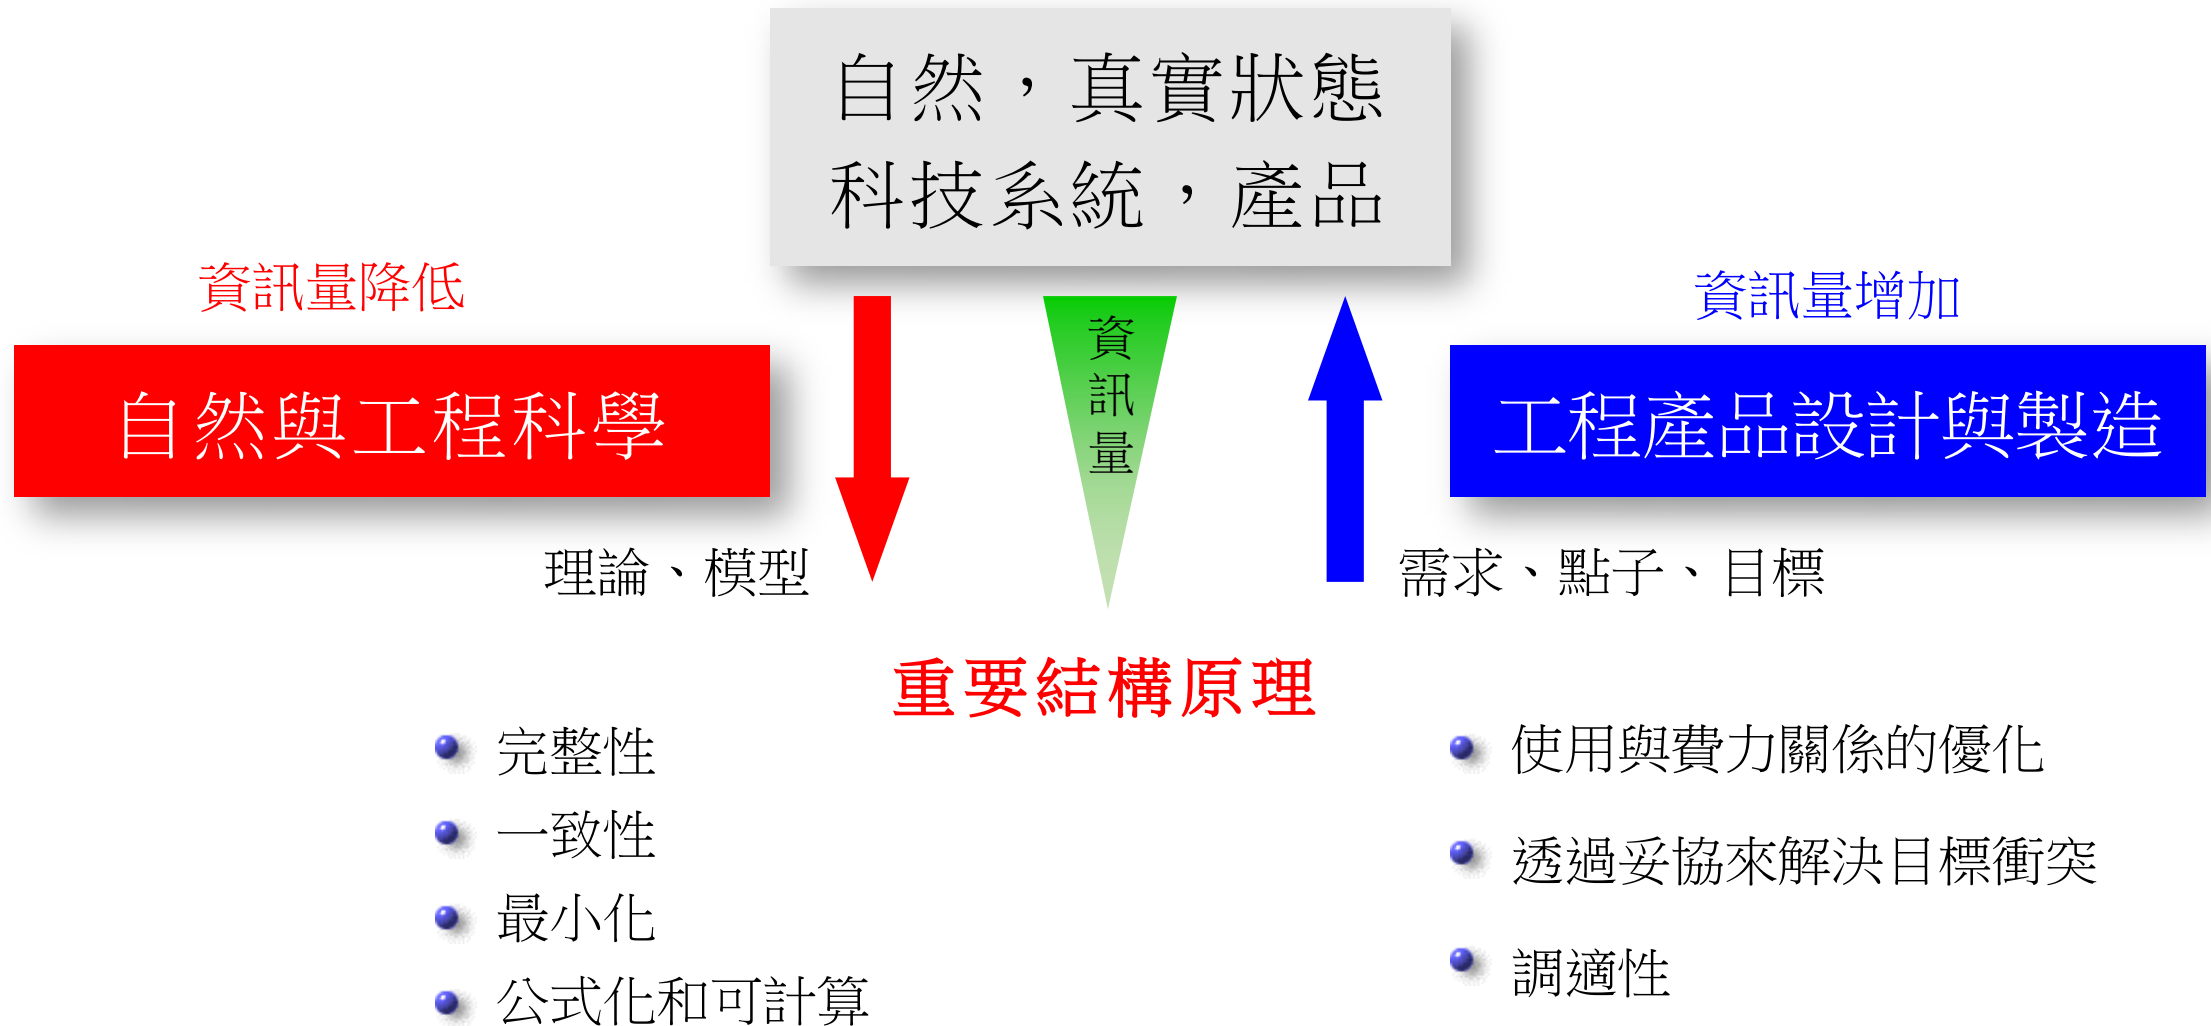 自然，真實狀態
科技系統，產品
資訊量降低
資訊量增加
自然與工程科學
資訊量
工程產品設計與製造
理論、模型
需求、點子、目標
重要結構原理
完整性
一致性
最小化
公式化和可計算
使用與費力關係的優化
透過妥協來解決目標衝突
調適性